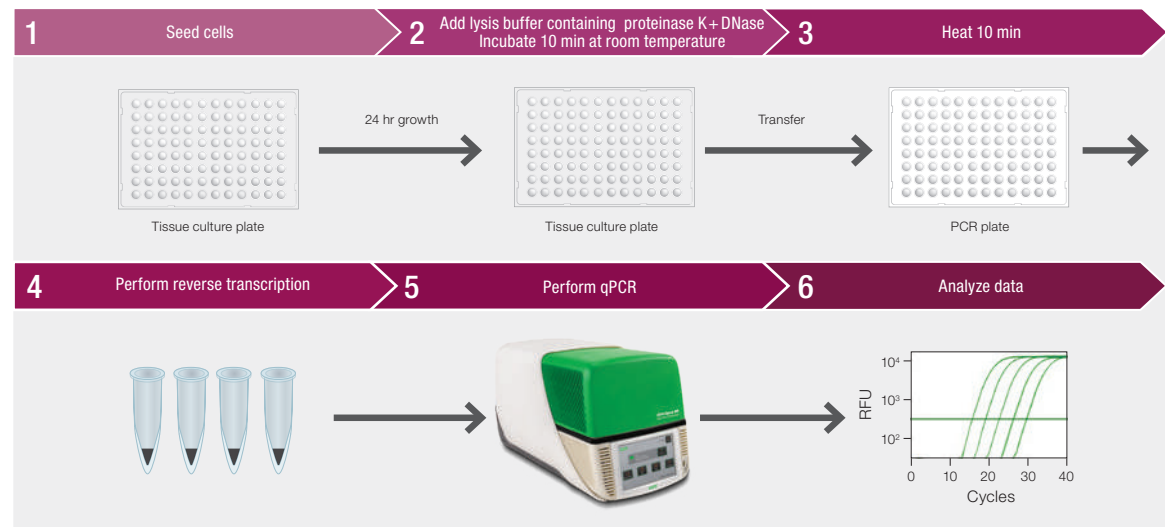 1 Seed cells
2 Add lysis buffer containing proteinase K+DNase
Incubate 10 min at room temperature
3 Heat 10 min
24 hr growth
Transfer
Tissue culture plate
Tissue culture plate
PCR plate
4 Perform reverse transcription
5 Perform qPCR
6 Analyze data
RFU
10⁴
10³
10²
0 10 20 30 40
Cycles